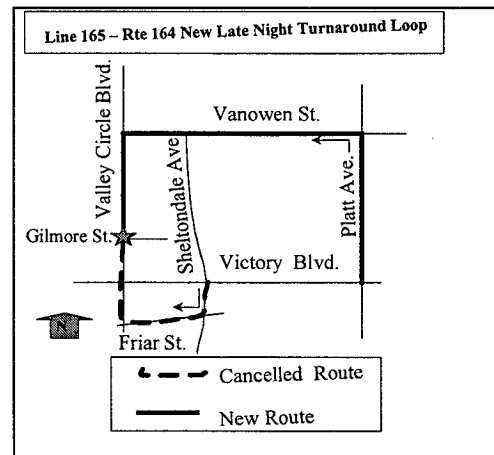 Line 165 – Rte 164 New Late Night Turnaround Loop
Valley Circle Blvd.
Vanowen St.
Sheltondale Ave
Platt Ave.
Gilmore St.
Victory Blvd.
N
Friar St.
Cancelled Route
New Route